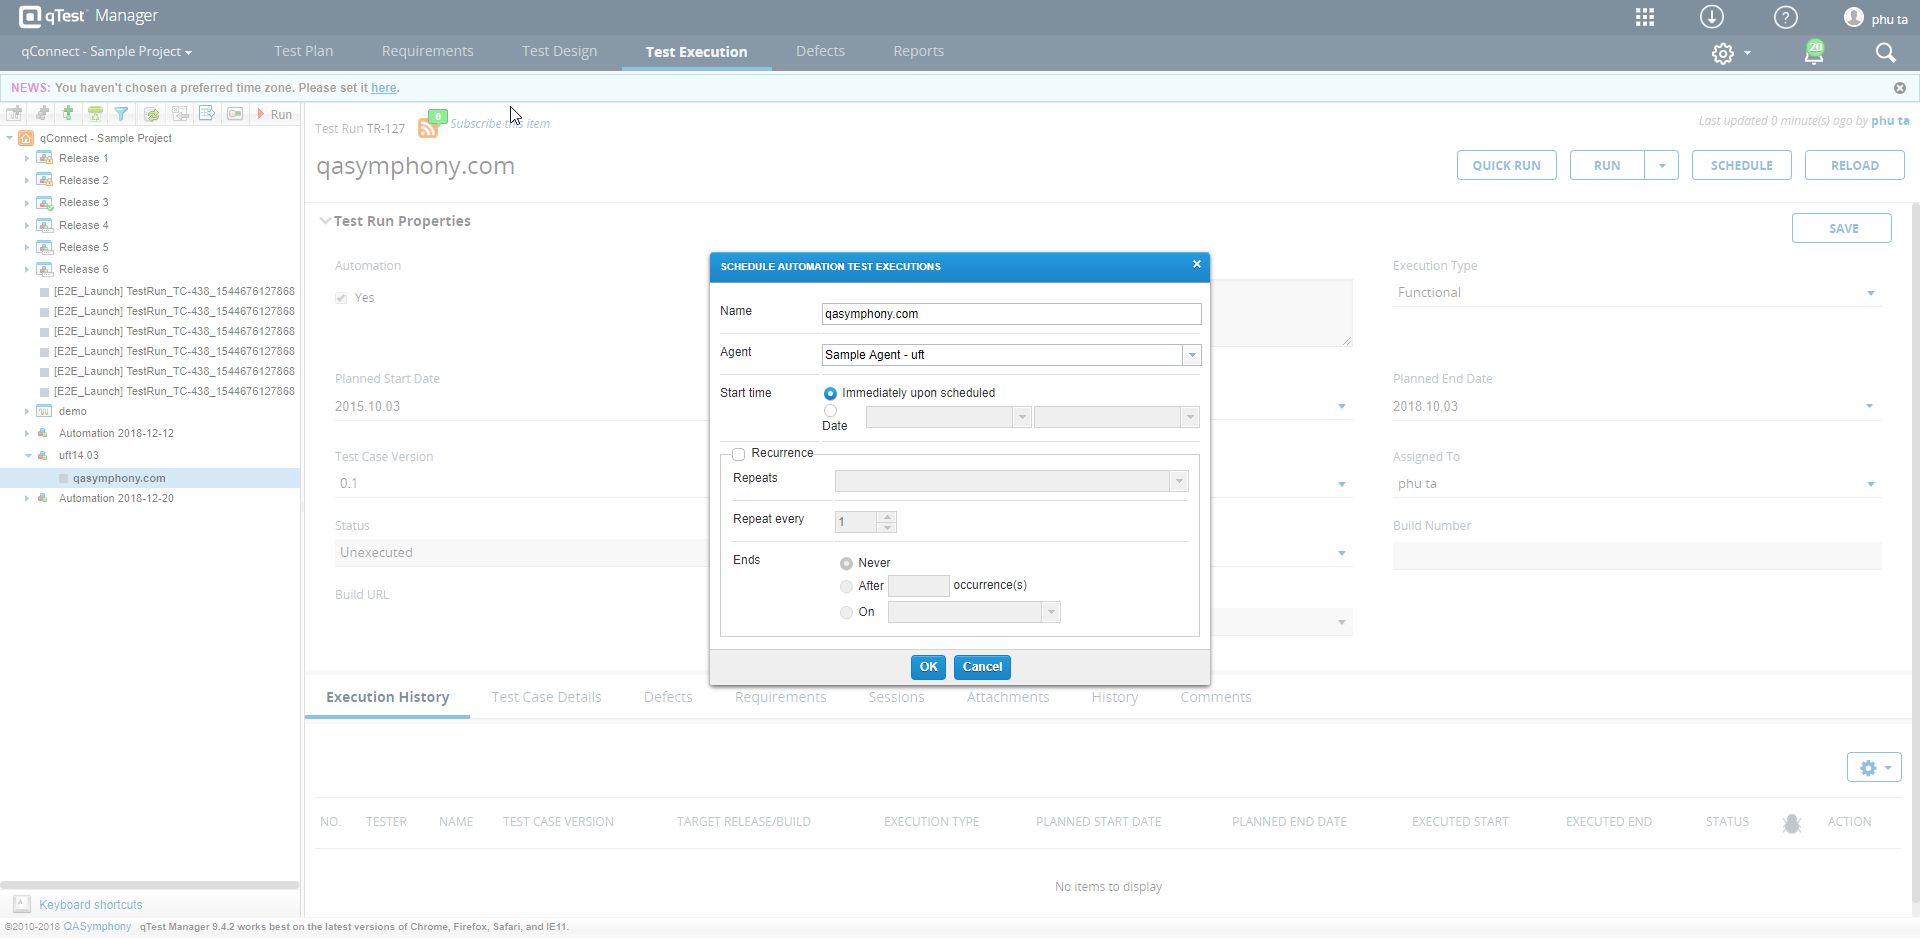 qTest Manager
phu ta
qConnect - Sample Project
Test Plan
Requirements
Test Design
Test Execution
Defects
Reports
20
NEWS: You haven't chosen a preferred time zone. Please set it here.
Run
qConnect - Sample Project
Release 1
Release 2
Release 3
Release 4
Release 5
Release 6
[E2E_Launch] TestRun_TC-438_1544676127868
[E2E_Launch] TestRun_TC-438_1544676127868
[E2E_Launch] TestRun_TC-438_1544676127868
[E2E_Launch] TestRun_TC-438_1544676127868
[E2E_Launch] TestRun_TC-438_1544676127868
[E2E_Launch] TestRun_TC-438_1544676127868
demo
Automation 2018-12-12
uft14.03
qasymphony.com
Automation 2018-12-20
Keyboard shortcuts
Test Run TR-127
0
Subscribe this item
Last updated 0 minute(s) ago by phu ta
qasymphony.com
QUICK RUN
RUN
SCHEDULE
RELOAD
Test Run Properties
SAVE
Automation
Yes
Execution Type
Functional
Planned Start Date
2015.10.03
Planned End Date
2018.10.03
Test Case Version
0.1
Assigned To
phu ta
Status
Unexecuted
Build Number
Build URL
SCHEDULE AUTOMATION TEST EXECUTIONS
Name
qasymphony.com
Agent
Sample Agent - uft
Start time
Immediately upon scheduled
Date
Recurrence
Repeats
Repeat every
1
Ends
Never
After
occurrence(s)
On
OK
Cancel
Execution History
Test Case Details
Defects
Requirements
Sessions
Attachments
History
Comments
NO.
TESTER
NAME
TEST CASE VERSION
TARGET RELEASE/BUILD
EXECUTION TYPE
PLANNED START DATE
PLANNED END DATE
EXECUTED START
EXECUTED END
STATUS
ACTION
No items to display
©2010-2018 QASymphony qTest Manager 9.4.2 works best on the latest versions of Chrome, Firefox, Safari, and IE11.